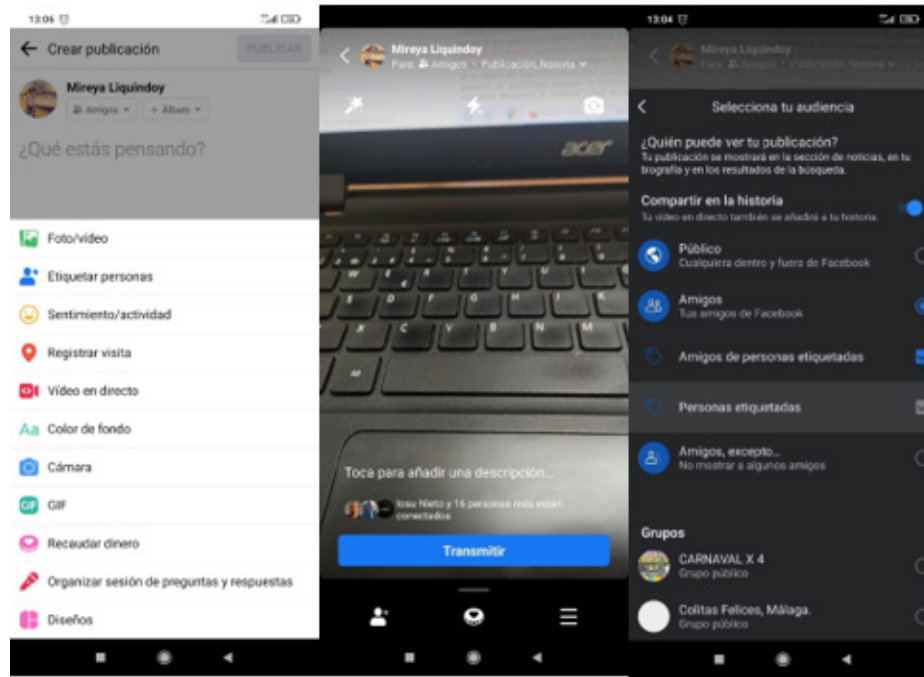 13:06
Crear publicación
PUBLICAR
Mireya Liquindoy
Amigos
+ Álbum
¿Qué estás pensando?
Foto/vídeo
Etiquetar personas
Sentimiento/actividad
Registrar visita
Vídeo en directo
Aa Color de fondo
Cámara
GIF GIF
Recaudar dinero
Organizar sesión de preguntas y respuestas
Diseños
Mireya Liquindoy
Para: Amigos · Publicación, historia
acer
X C V B N M
Toca para añadir una descripción...
Iosu Nieto y 16 personas más están
conectados
Transmitir
13:04
Mireya Liquindoy
Para: Amigos · Publicación, historia
Selecciona tu audiencia
¿Quién puede ver tu publicación?
Tu publicación se mostrará en la sección de noticias, en tu
biografía y en los resultados de la búsqueda.
Compartir en la historia
Tu vídeo en directo también se añadirá a tu historia.
Público
Cualquiera dentro y fuera de Facebook
Amigos
Tus amigos de Facebook
Amigos de personas etiquetadas
Personas etiquetadas
Amigos, excepto...
No mostrar a algunos amigos
Grupos
CARNAVAL X 4
Grupo público
Colitas Felices, Málaga.
Grupo público